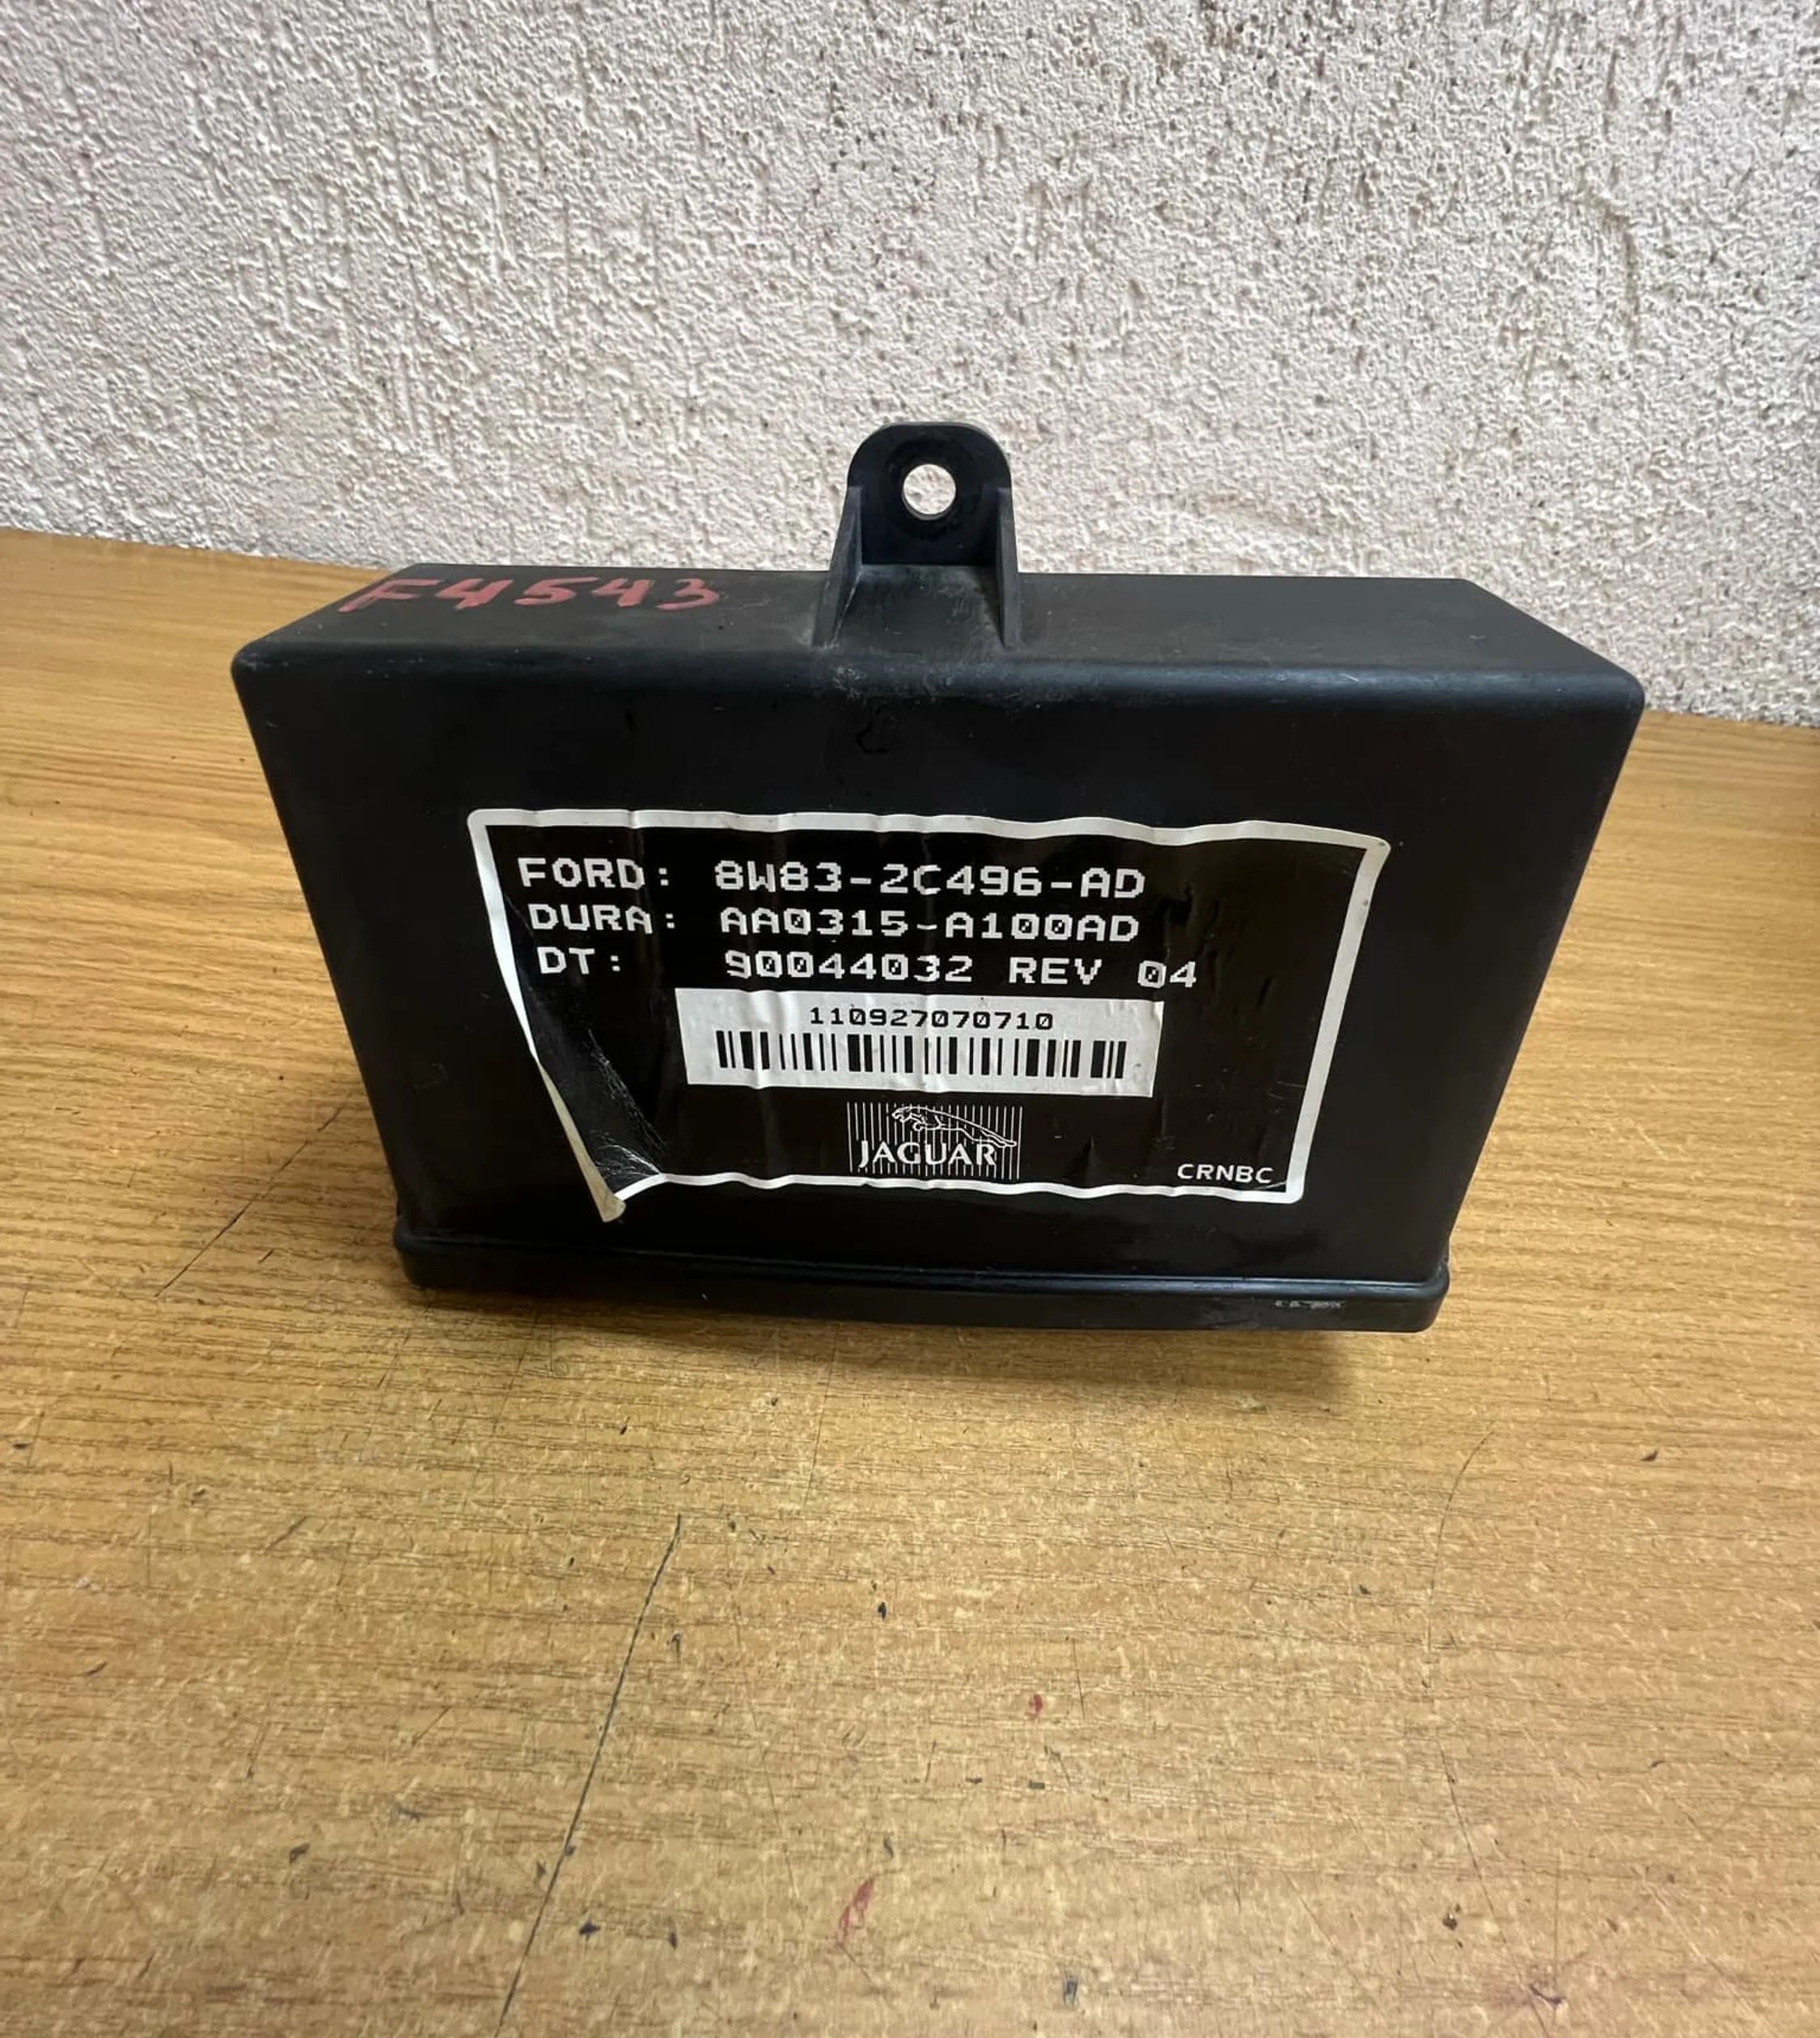 F4543
FORD: 8W83-2C496-AD
DURA: AA0315-A100AD
DT: 90044032 REV 04
110927070710
JAGUAR
CRNBC